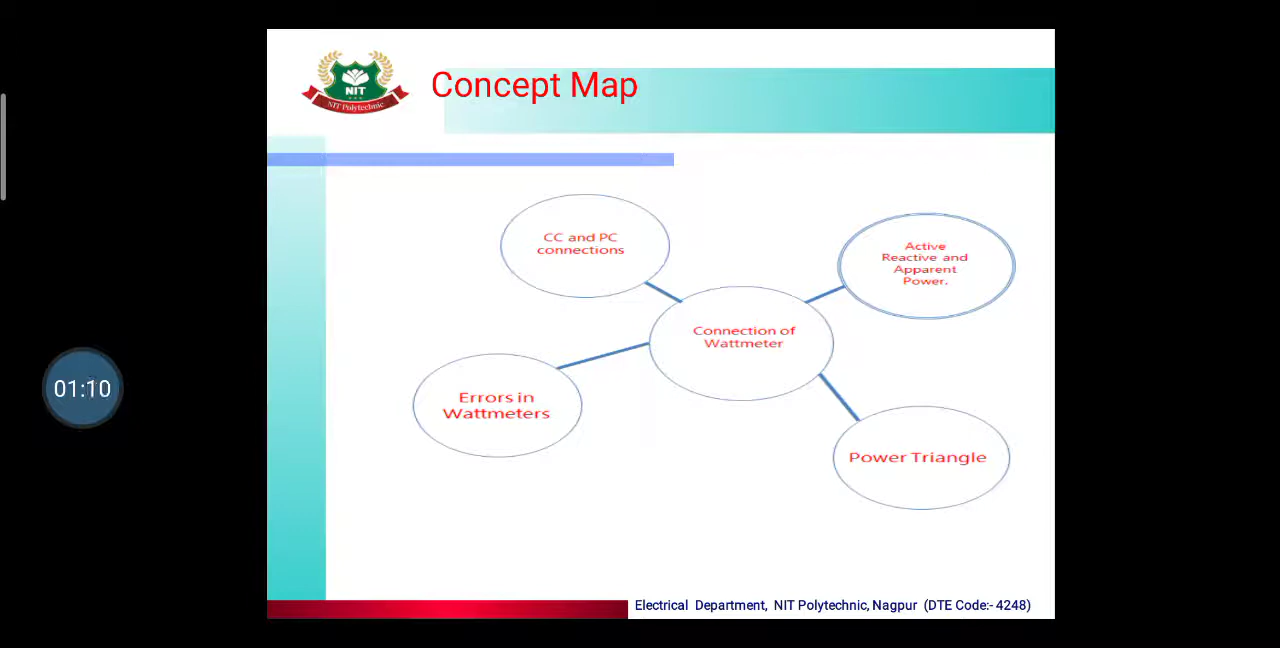 NIT
NIT Polytechnic
Concept Map
CC and PC
connections
Active
Reactive and
Apparent
Power.
Connection of
Wattmeter
Errors in
Wattmeters
Power Triangle
01:10
Electrical Department, NIT Polytechnic, Nagpur (DTE Code:- 4248)